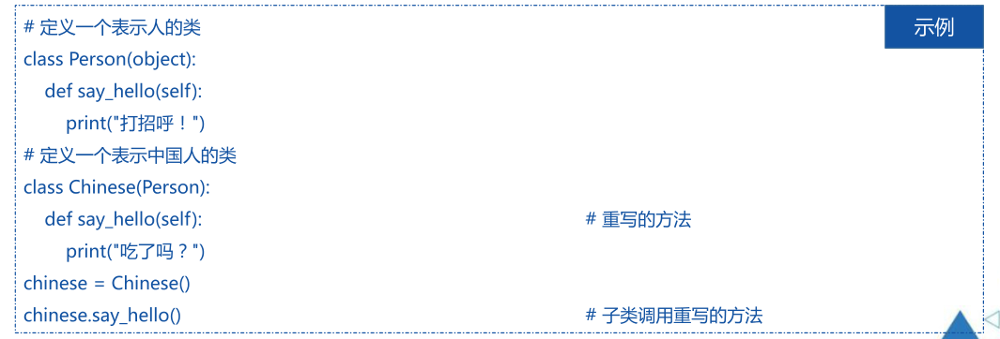 示例
# 定义一个表示人的类
class Person(object):
    def say_hello(self):
        print("打招呼！")
# 定义一个表示中国人的类
class Chinese(Person):
    def say_hello(self): # 重写的方法
        print("吃了吗？")
chinese = Chinese()
chinese.say_hello() # 子类调用重写的方法